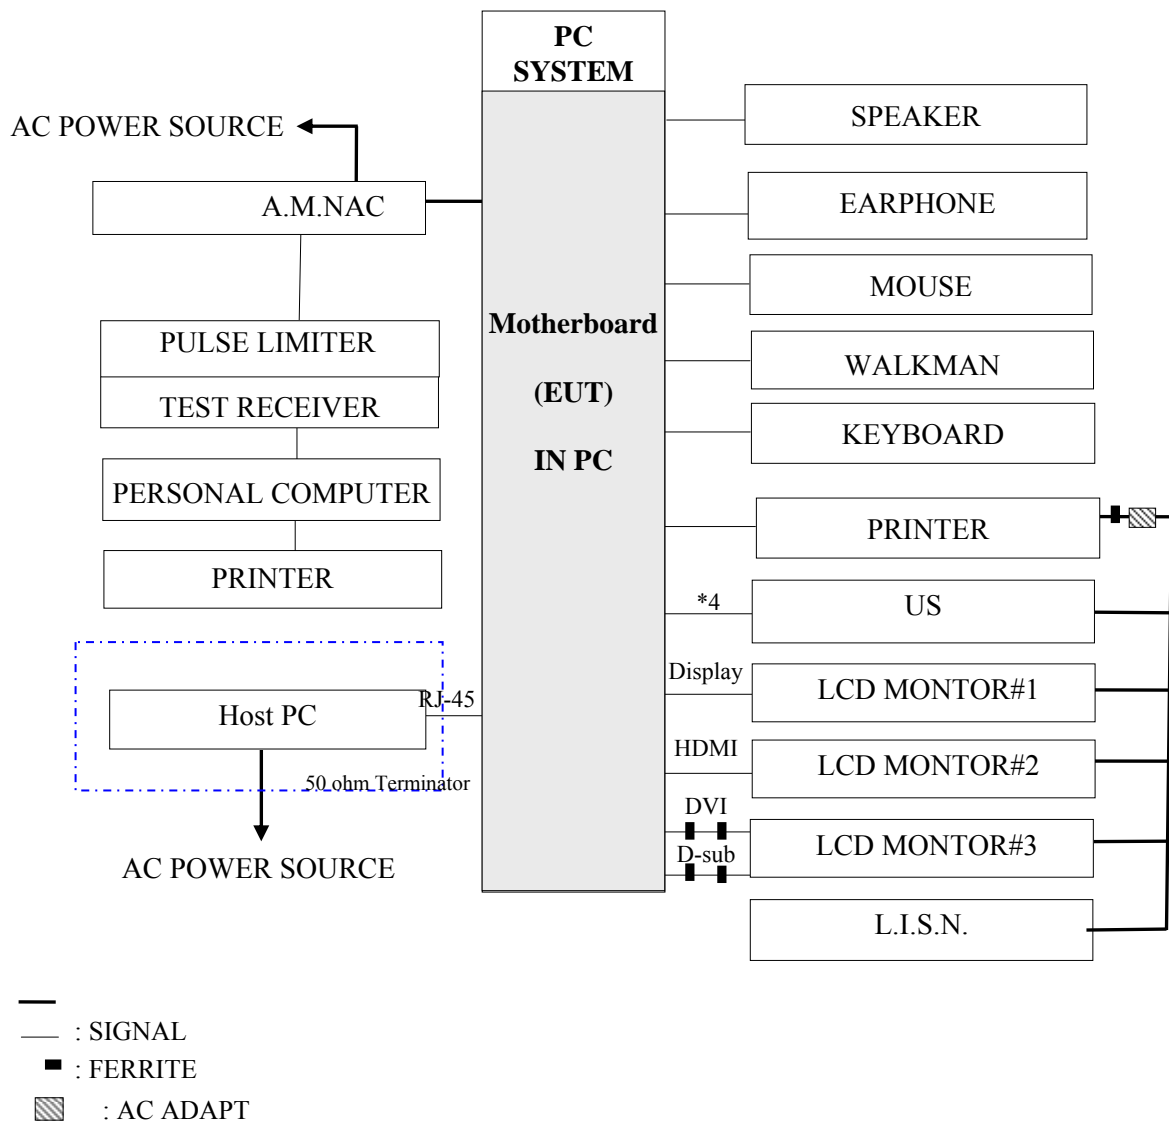 PC
SYSTEM
AC POWER SOURCE
A.M.NAC
PULSE LIMITER
TEST RECEIVER
PERSONAL COMPUTER
PRINTER
Host PC
RJ-45
50 ohm Terminator
AC POWER SOURCE
Motherboard
(EUT)
IN PC
SPEAKER
EARPHONE
MOUSE
WALKMAN
KEYBOARD
PRINTER
*4
US
Display
LCD MONTOR#1
HDMI
LCD MONTOR#2
DVI
D-sub
LCD MONTOR#3
L.I.S.N.
: SIGNAL
: FERRITE
: AC ADAPT